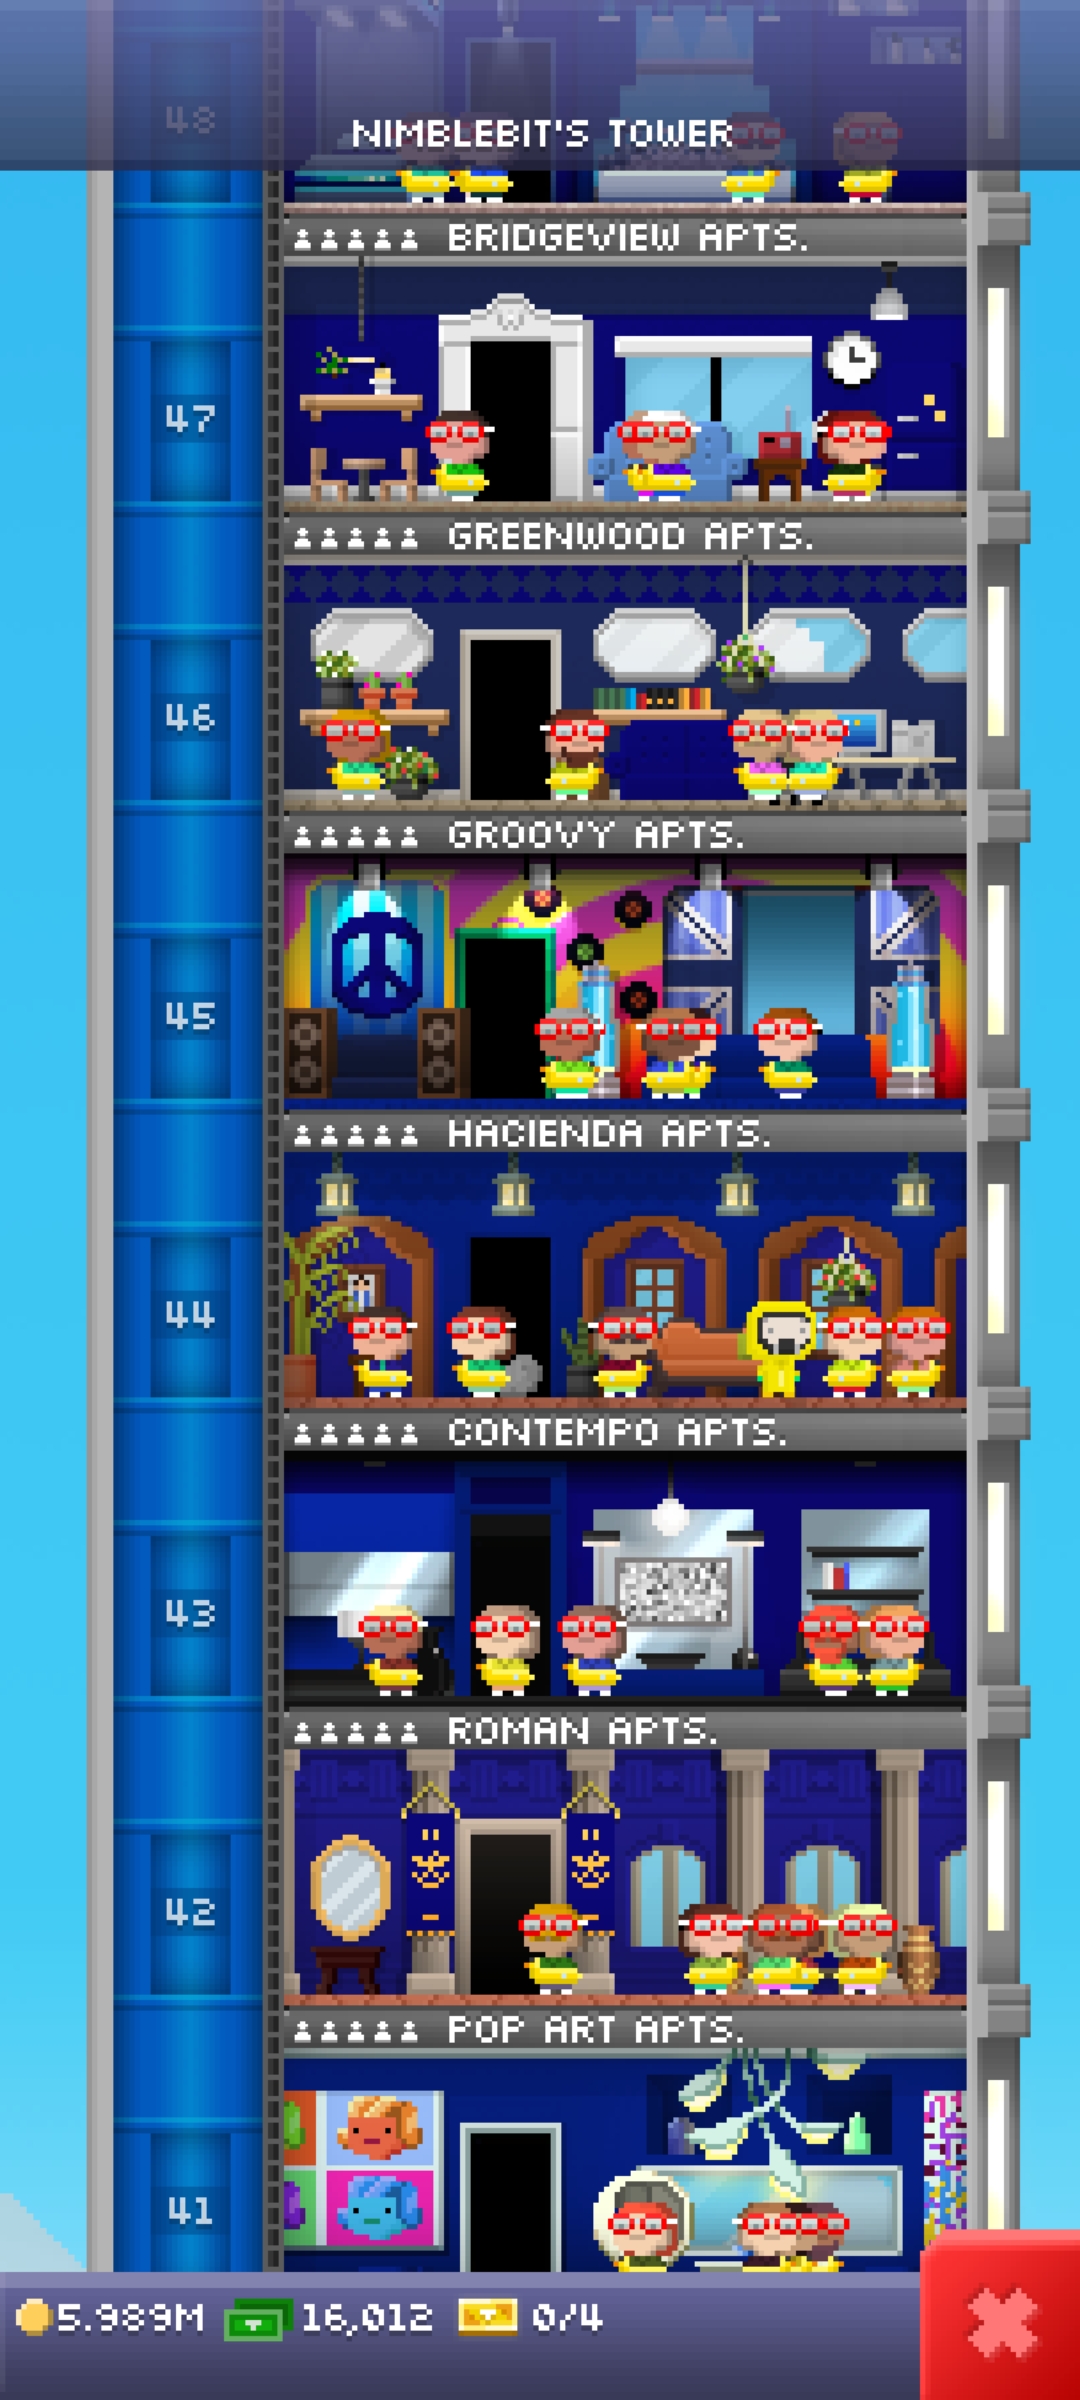 48
NIMBLEBIT'S TOWER
BRIDGEVIEW APTS.
47
GREENWOOD APTS.
46
GROOVY APTS.
45
HACIENDA APTS.
44
CONTEMPO APTS.
43
ROMAN APTS.
42
POP ART APTS.
41
5.989M 16,012 0/4